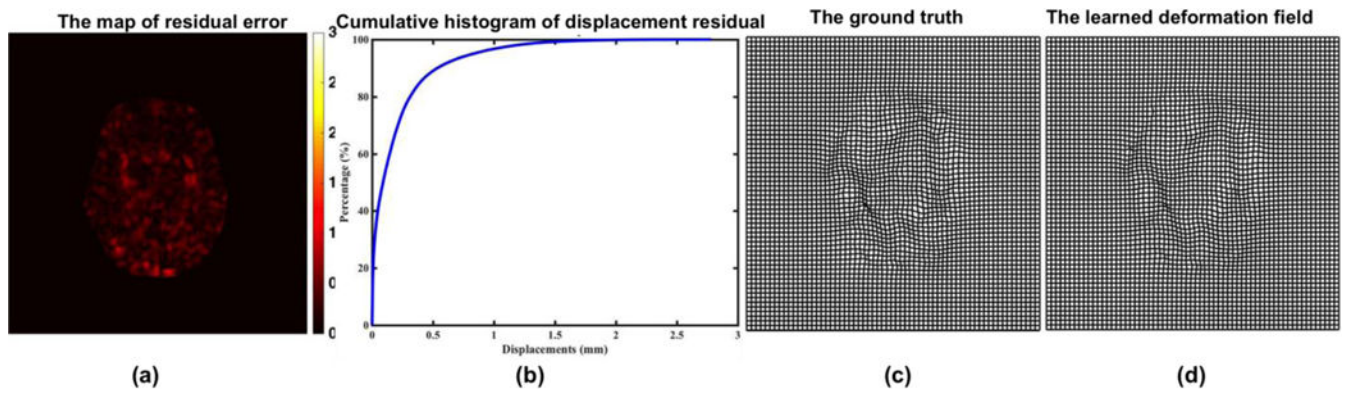 The map of residual error
Cumulative histogram of displacement residual
The ground truth
The learned deformation field
3
2
2
1
1
0
0
Percentage (%)
100
80
60
40
20
0
0 0.5 1 1.5 2 2.5 3
Displacements (mm)
(a)
(b)
(c)
(d)